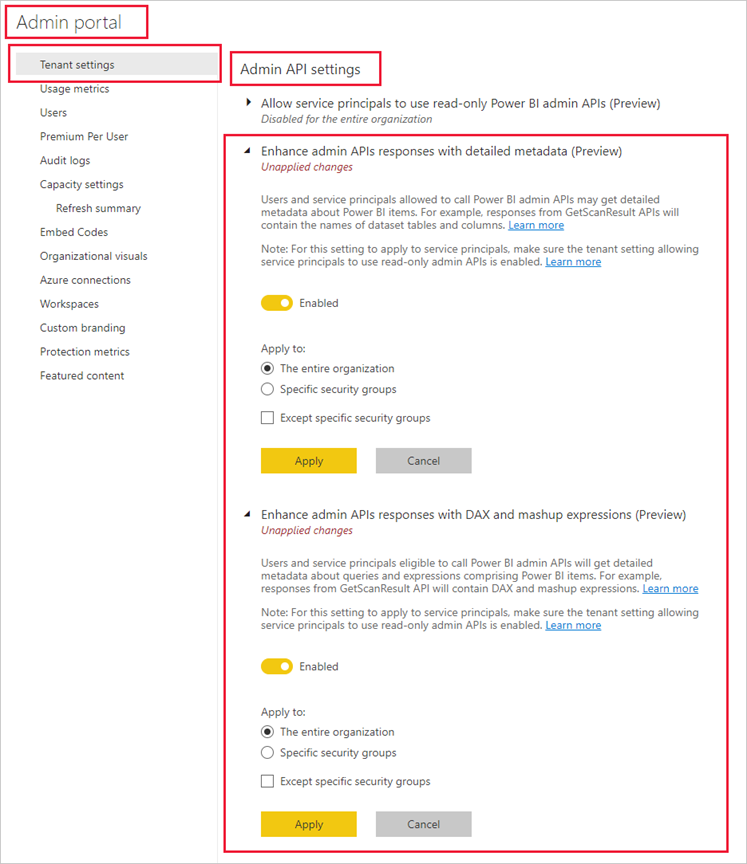 Admin portal
Tenant settings
Usage metrics
Users
Premium Per User
Audit logs
Capacity settings
Refresh summary
Embed Codes
Organizational visuals
Azure connections
Workspaces
Custom branding
Protection metrics
Featured content
Admin API settings
Allow service principals to use read-only Power BI admin APIs (Preview)
Disabled for the entire organization
Enhance admin APIs responses with detailed metadata (Preview)
Unapplied changes
Users and service principals allowed to call Power BI admin APIs may get detailed
metadata about Power BI items. For example, responses from GetScanResult APIs will
contain the names of dataset tables and columns. Learn more
Note: For this setting to apply to service principals, make sure the tenant setting allowing
service principals to use read-only admin APIs is enabled. Learn more
Enabled
Apply to:
The entire organization
Specific security groups
Except specific security groups
Apply
Cancel
Enhance admin APIs responses with DAX and mashup expressions (Preview)
Unapplied changes
Users and service principals eligible to call Power BI admin APIs will get detailed
metadata about queries and expressions comprising Power BI items. For example,
responses from GetScanResult API will contain DAX and mashup expressions. Learn more
Note: For this setting to apply to service principals, make sure the tenant setting allowing
service principals to use read-only admin APIs is enabled. Learn more
Enabled
Apply to:
The entire organization
Specific security groups
Except specific security groups
Apply
Cancel